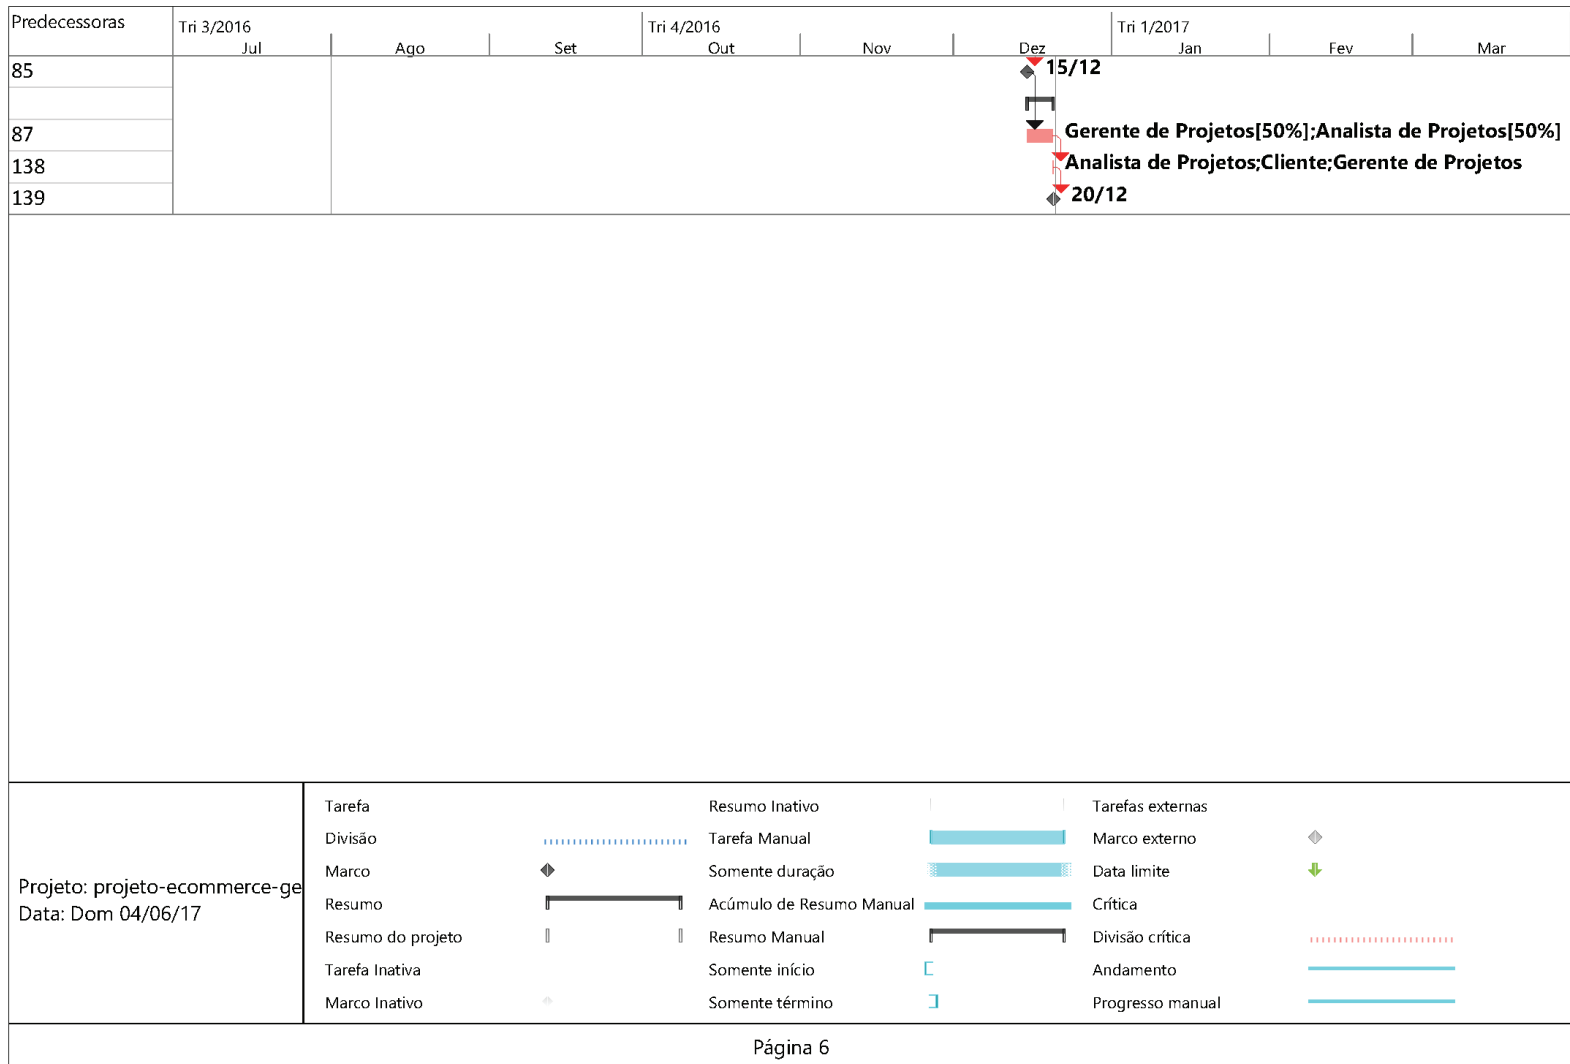 Predecessoras
Tri 3/2016 Tri 4/2016 Tri 1/2017
Jul Ago Set Out Nov Dez Jan Fev Mar
85 15/12
87 Gerente de Projetos[50%];Analista de Projetos[50%]
138 Analista de Projetos;Cliente;Gerente de Projetos
139 20/12
Projeto: projeto-ecommerce-ge
Data: Dom 04/06/17
Tarefa
Divisão
Marco
Resumo
Resumo do projeto
Tarefa Inativa
Marco Inativo
Resumo Inativo
Tarefa Manual
Somente duração
Acúmulo de Resumo Manual
Resumo Manual
Somente início
Somente término
Tarefas externas
Marco externo
Data limite
Crítica
Divisão crítica
Andamento
Progresso manual
Página 6